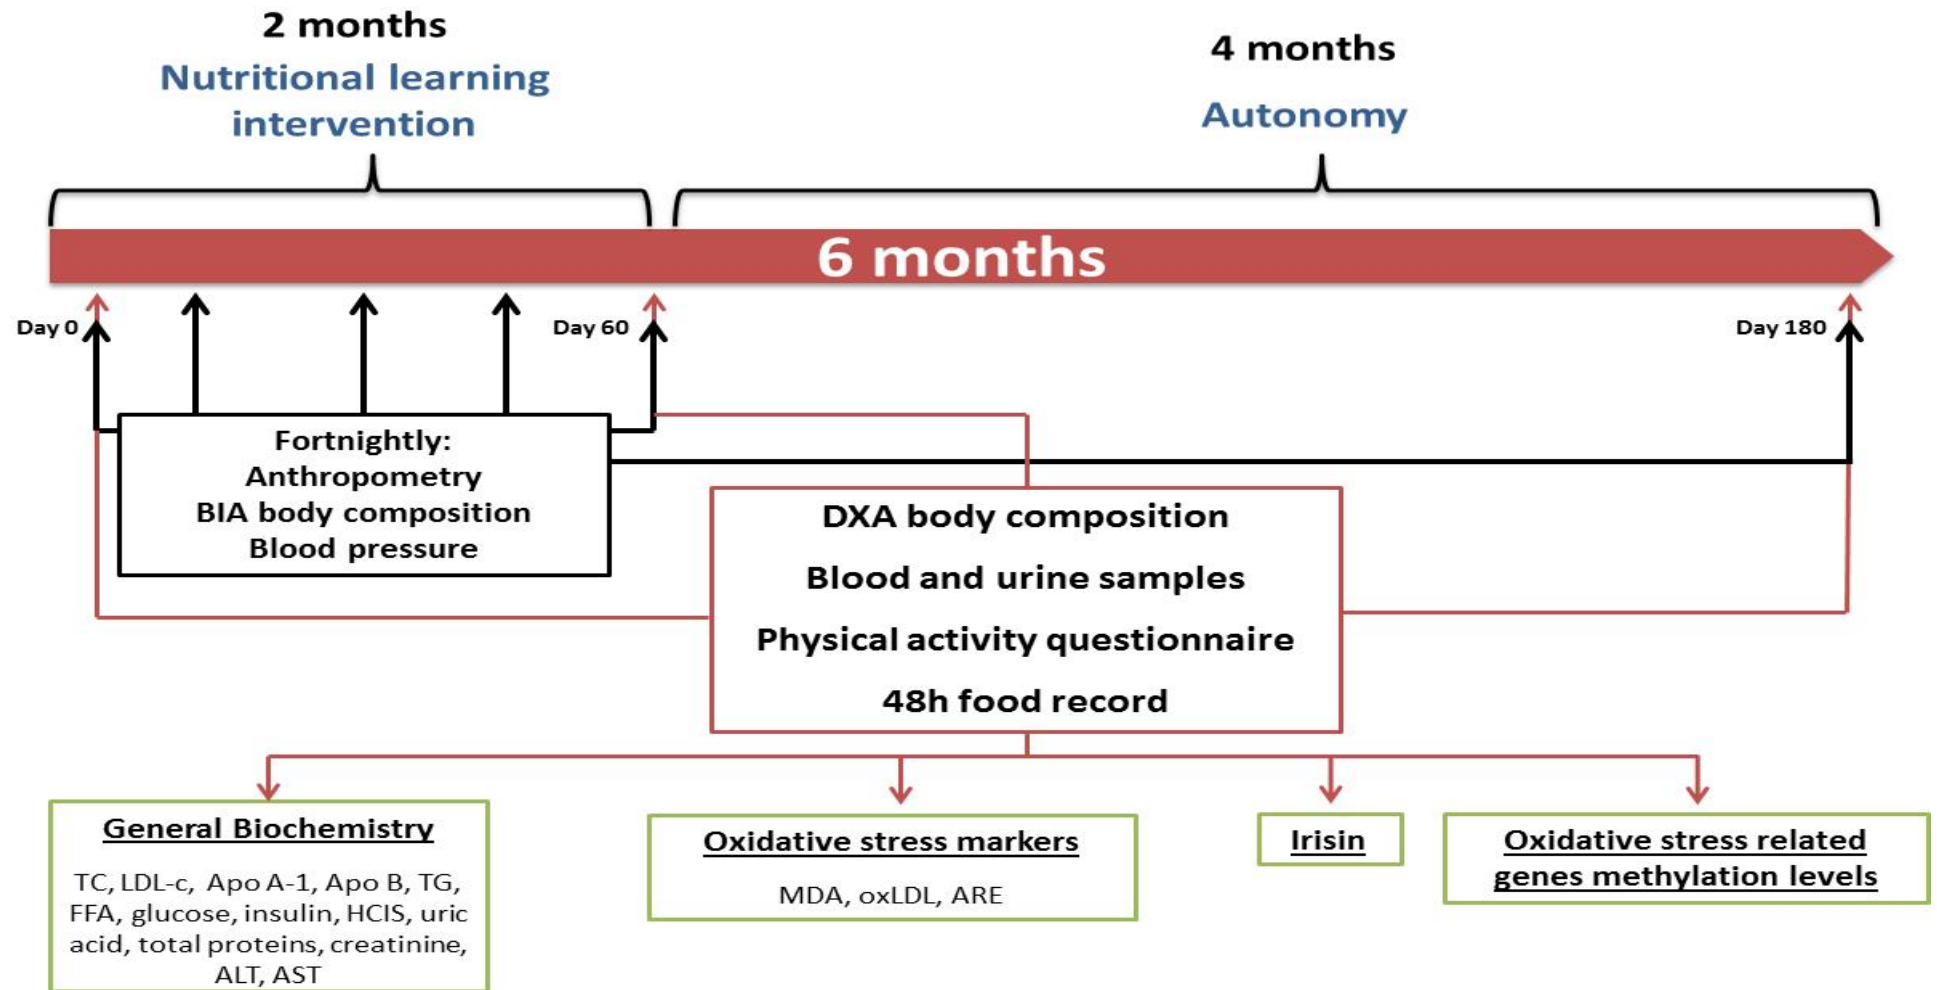 2 months
Nutritional learning
intervention
4 months
Autonomy
6 months
Day 0
Day 60
Day 180
Fortnightly:
Anthropometry
BIA body composition
Blood pressure
DXA body composition
Blood and urine samples
Physical activity questionnaire
48h food record
General Biochemistry
TC, LDL-c, Apo A-1, Apo B, TG,
FFA, glucose, insulin, HCIS, uric
acid, total proteins, creatinine,
ALT, AST
Oxidative stress markers
MDA, oxLDL, ARE
Irisin
Oxidative stress related
genes methylation levels